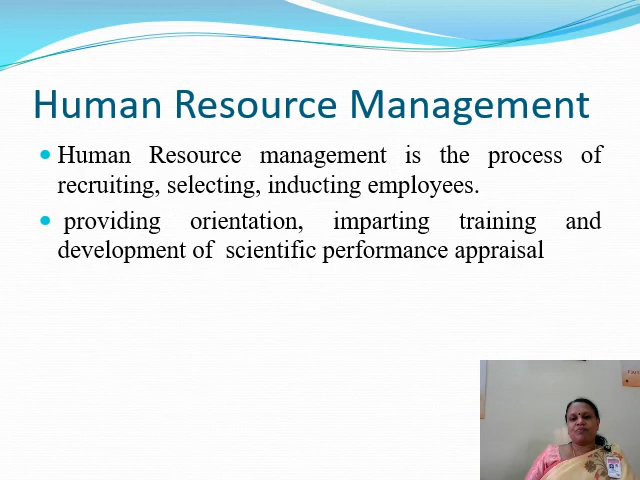 Human Resource Management
Human Resource management is the process of
recruiting, selecting, inducting employees.
providing orientation, imparting training and
development of scientific performance appraisal